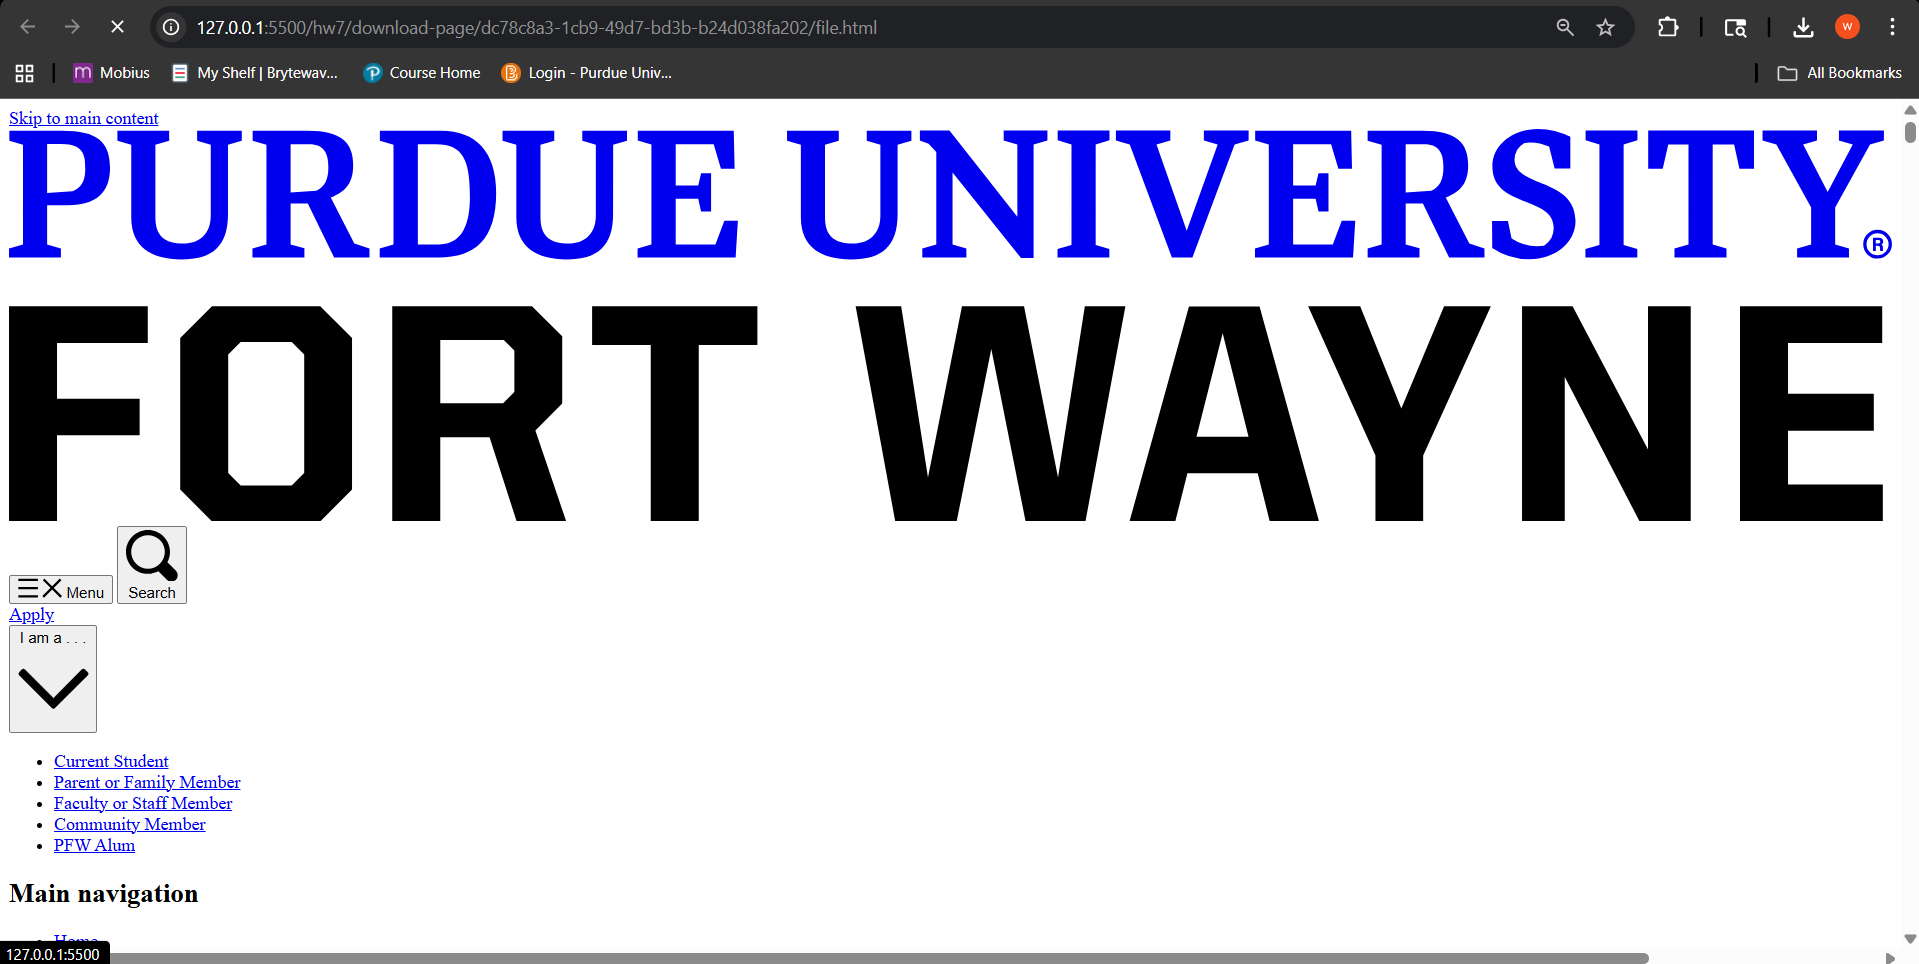 127.0.0.1:5500/hw7/download-page/dc78c8a3-1cb9-49d7-bd3b-b24d038fa202/file.html
W
m Mobius
My Shelf | Brytewav...
P Course Home
B Login - Purdue Univ...
All Bookmarks
Skip to main content
PURDUE UNIVERSITY®
FORT WAYNE
Menu
Search
Apply
I am a . . .
Current Student
Parent or Family Member
Faculty or Staff Member
Community Member
PFW Alum
Main navigation
Home
127.0.0.1:5500